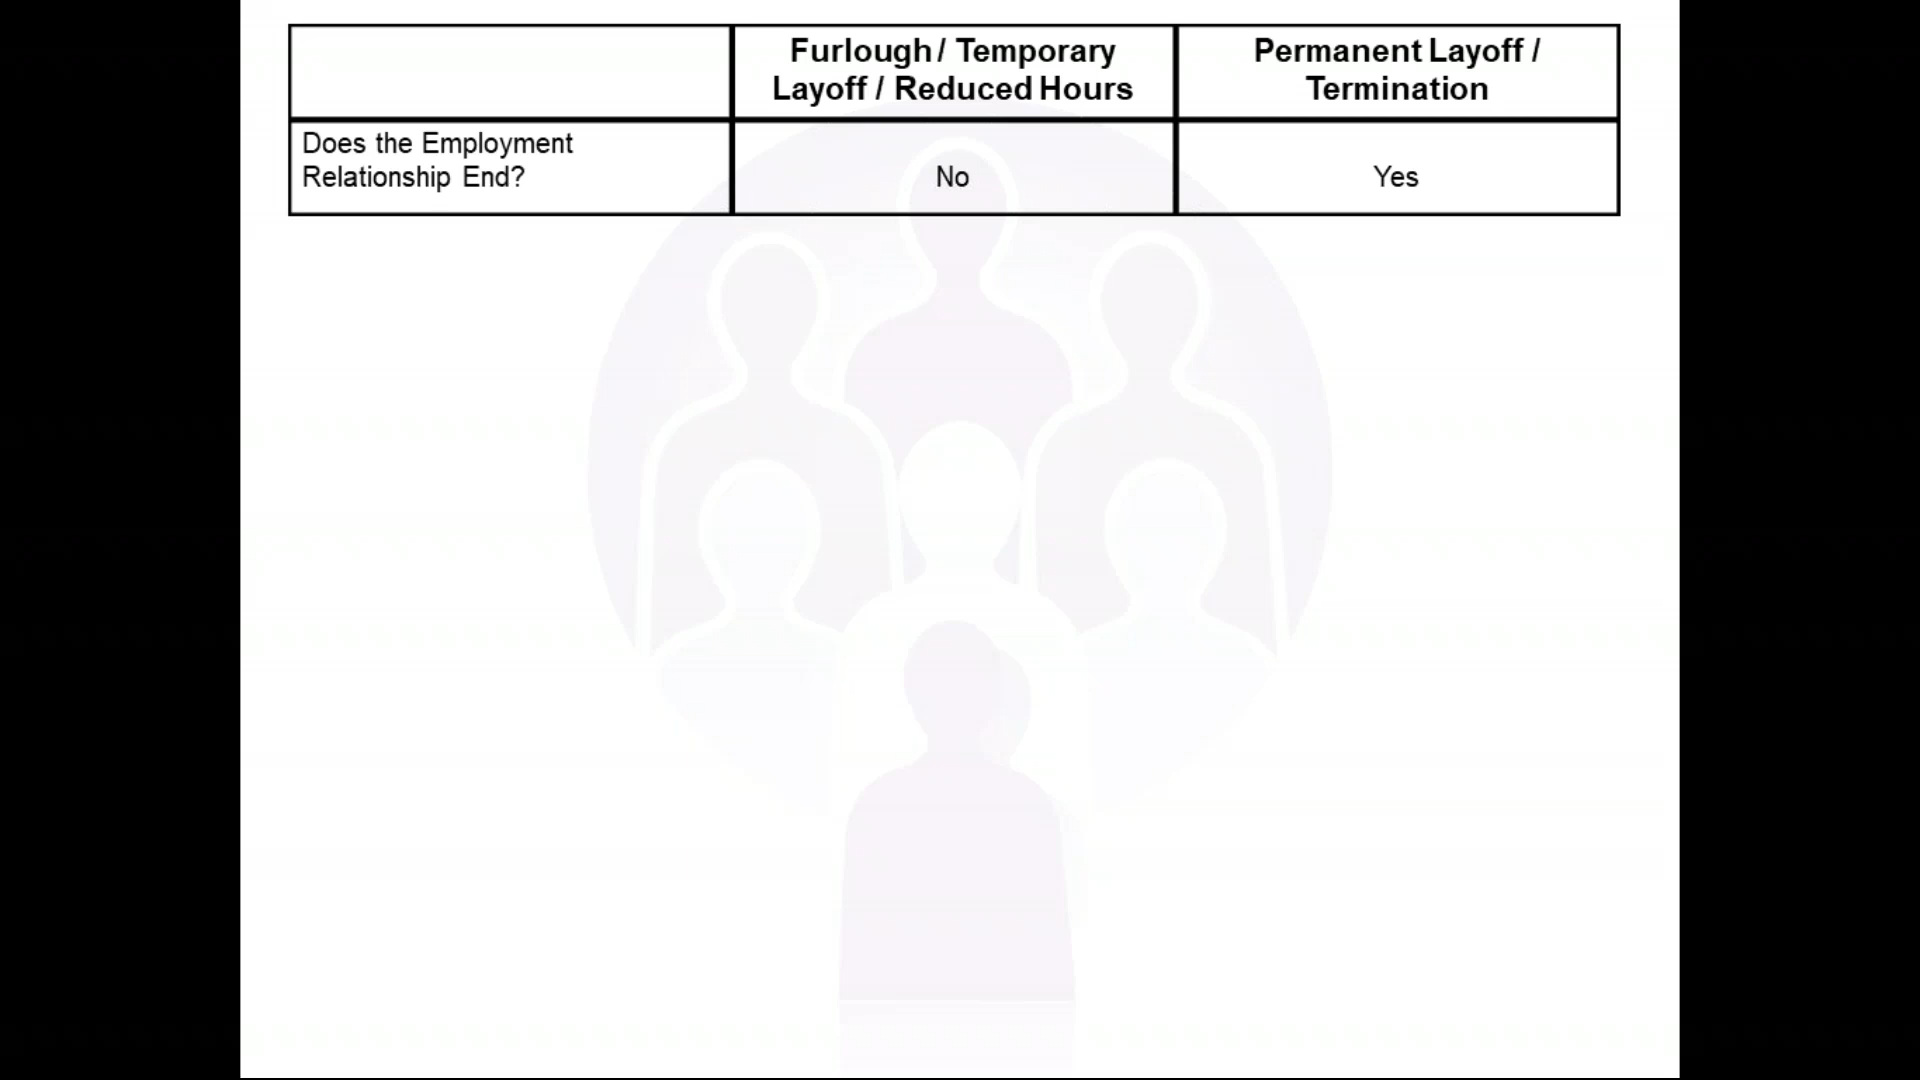 Furlough / Temporary
Layoff / Reduced Hours
Permanent Layoff /
Termination
Does the Employment
Relationship End?
No
Yes